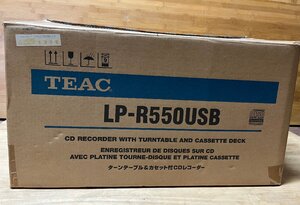 TEAC
LP-R550USB
CD RECORDER WITH TURNTABLE AND CASSETTE DECK
ENREGISTREUR DE DISQUES SUR CD
AVEC PLATINE TOURNE-DISQUE ET PLATINE CASSETTE
ターンテーブル&カセット付CDレコーダー